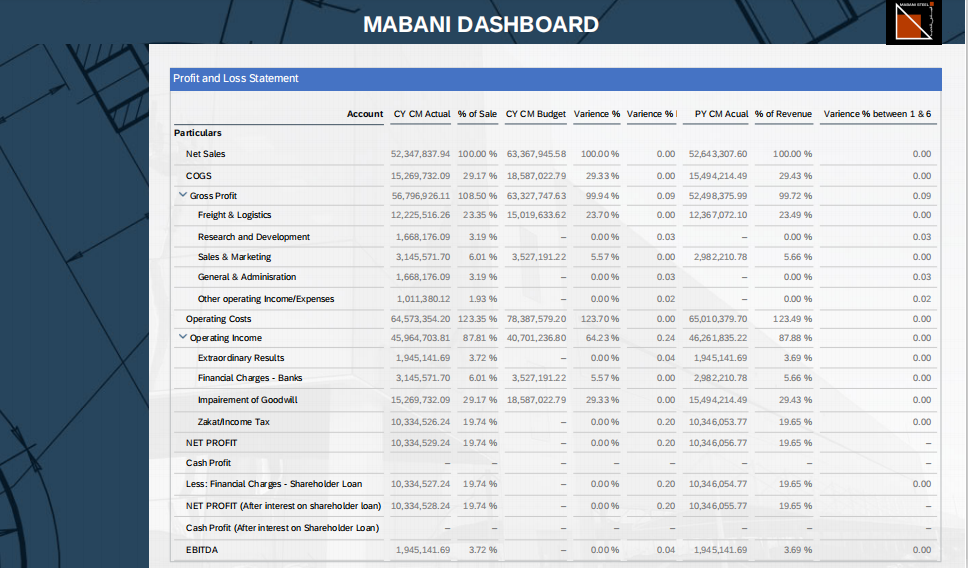 MABANI DASHBOARD
MABANI STEEL
Profit and Loss Statement
Account CY CM Actual % of Sale CY CM Budget Varience % Varience % PY CM Acual % of Revenue Varience % between 1 & 6
Particulars
Net Sales 52,347,837.94 100.00 % 63,367,945.58 100.00 % 0.00 52,643,307.60 100.00 % 0.00
COGS 15,269,732.09 29.17 % 18,587,022.79 29.33 % 0.00 15,494,214.49 29.43 % 0.00
Gross Profit 56,796,926.11 108.50 % 63,327,747.63 99.94 % 0.09 52,498,375.99 99.72 % 0.09
Freight & Logistics 12,225,516.26 23.35 % 15,019,633.62 23.70 % 0.00 12,367,072.10 23.49 % 0.00
Research and Development 1,668,176.09 3.19 % – 0.00 % 0.03 – 0.00 % 0.03
Sales & Marketing 3,145,571.70 6.01 % 3,527,191.22 5.57 % 0.00 2,982,210.78 5.66 % 0.00
General & Adminisration 1,668,176.09 3.19 % – 0.00 % 0.03 – 0.00 % 0.03
Other operating Income/Expenses 1,011,380.12 1.93 % – 0.00 % 0.02 – 0.00 % 0.02
Operating Costs 64,573,354.20 123.35 % 78,387,579.20 123.70 % 0.00 65,010,379.70 123.49 % 0.00
Operating Income 45,964,703.81 87.81 % 40,701,236.80 64.23 % 0.24 46,261,835.22 87.88 % 0.00
Extraordinary Results 1,945,141.69 3.72 % – 0.00 % 0.04 1,945,141.69 3.69 % 0.00
Financial Charges - Banks 3,145,571.70 6.01 % 3,527,191.22 5.57 % 0.00 2,982,210.78 5.66 % 0.00
Impairement of Goodwill 15,269,732.09 29.17 % 18,587,022.79 29.33 % 0.00 15,494,214.49 29.43 % 0.00
Zakat/Income Tax 10,334,526.24 19.74 % – 0.00 % 0.20 10,346,053.77 19.65 % 0.00
NET PROFIT 10,334,529.24 19.74 % – 0.00 % 0.20 10,346,056.77 19.65 % –
Cash Profit – – – – – – – –
Less: Financial Charges - Shareholder Loan 10,334,527.24 19.74 % – 0.00 % 0.20 10,346,054.77 19.65 % 0.00
NET PROFIT (After interest on shareholder loan) 10,334,528.24 19.74 % – 0.00 % 0.20 10,346,055.77 19.65 % –
Cash Profit (After interest on Shareholder Loan) – – – – – – – –
EBITDA 1,945,141.69 3.72 % – 0.00 % 0.04 1,945,141.69 3.69 % 0.00